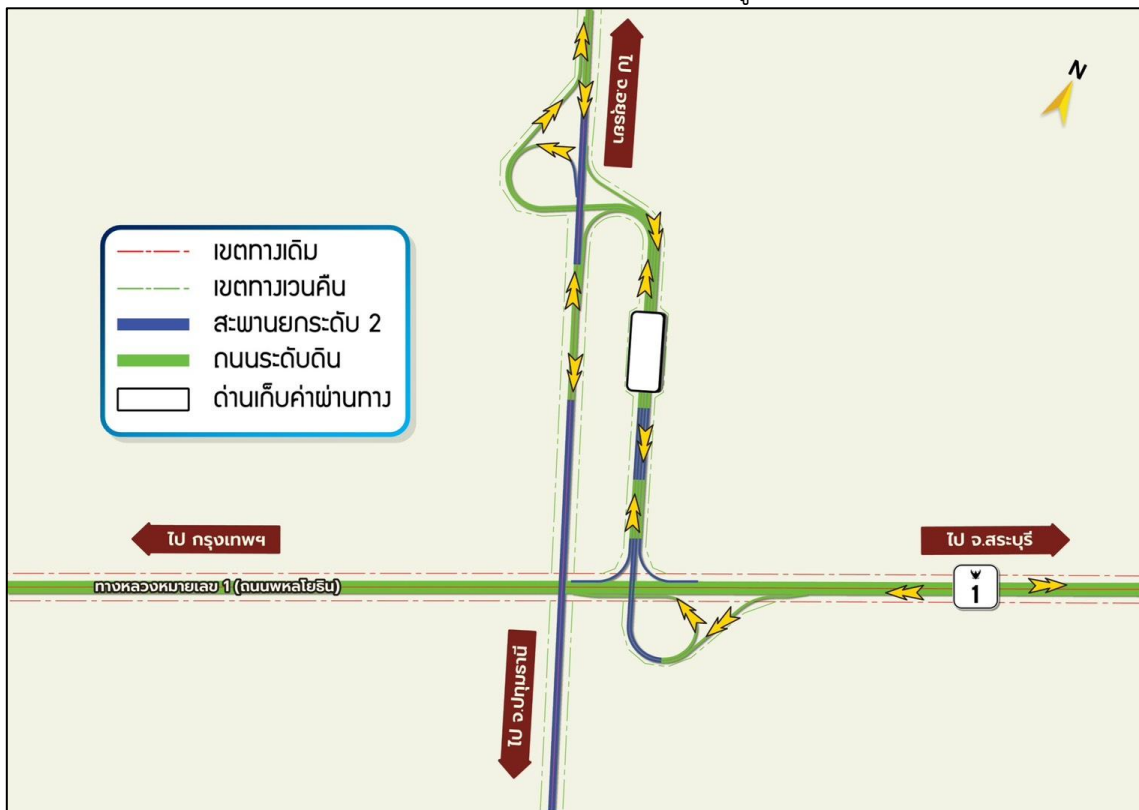 N
ไป จ.อยุธยา
เขตทางเดิม
เขตทางเวนคืน
สะพานยกระดับ 2
ถนนระดับดิน
ด่านเก็บค่าผ่านทาง
ไป กรุงเทพฯ
ไป จ.สระบุรี
ทางหลวงหมายเลข 1 (ถนนพหลโยธิน)
1
ไป จ.ปทุมธานี